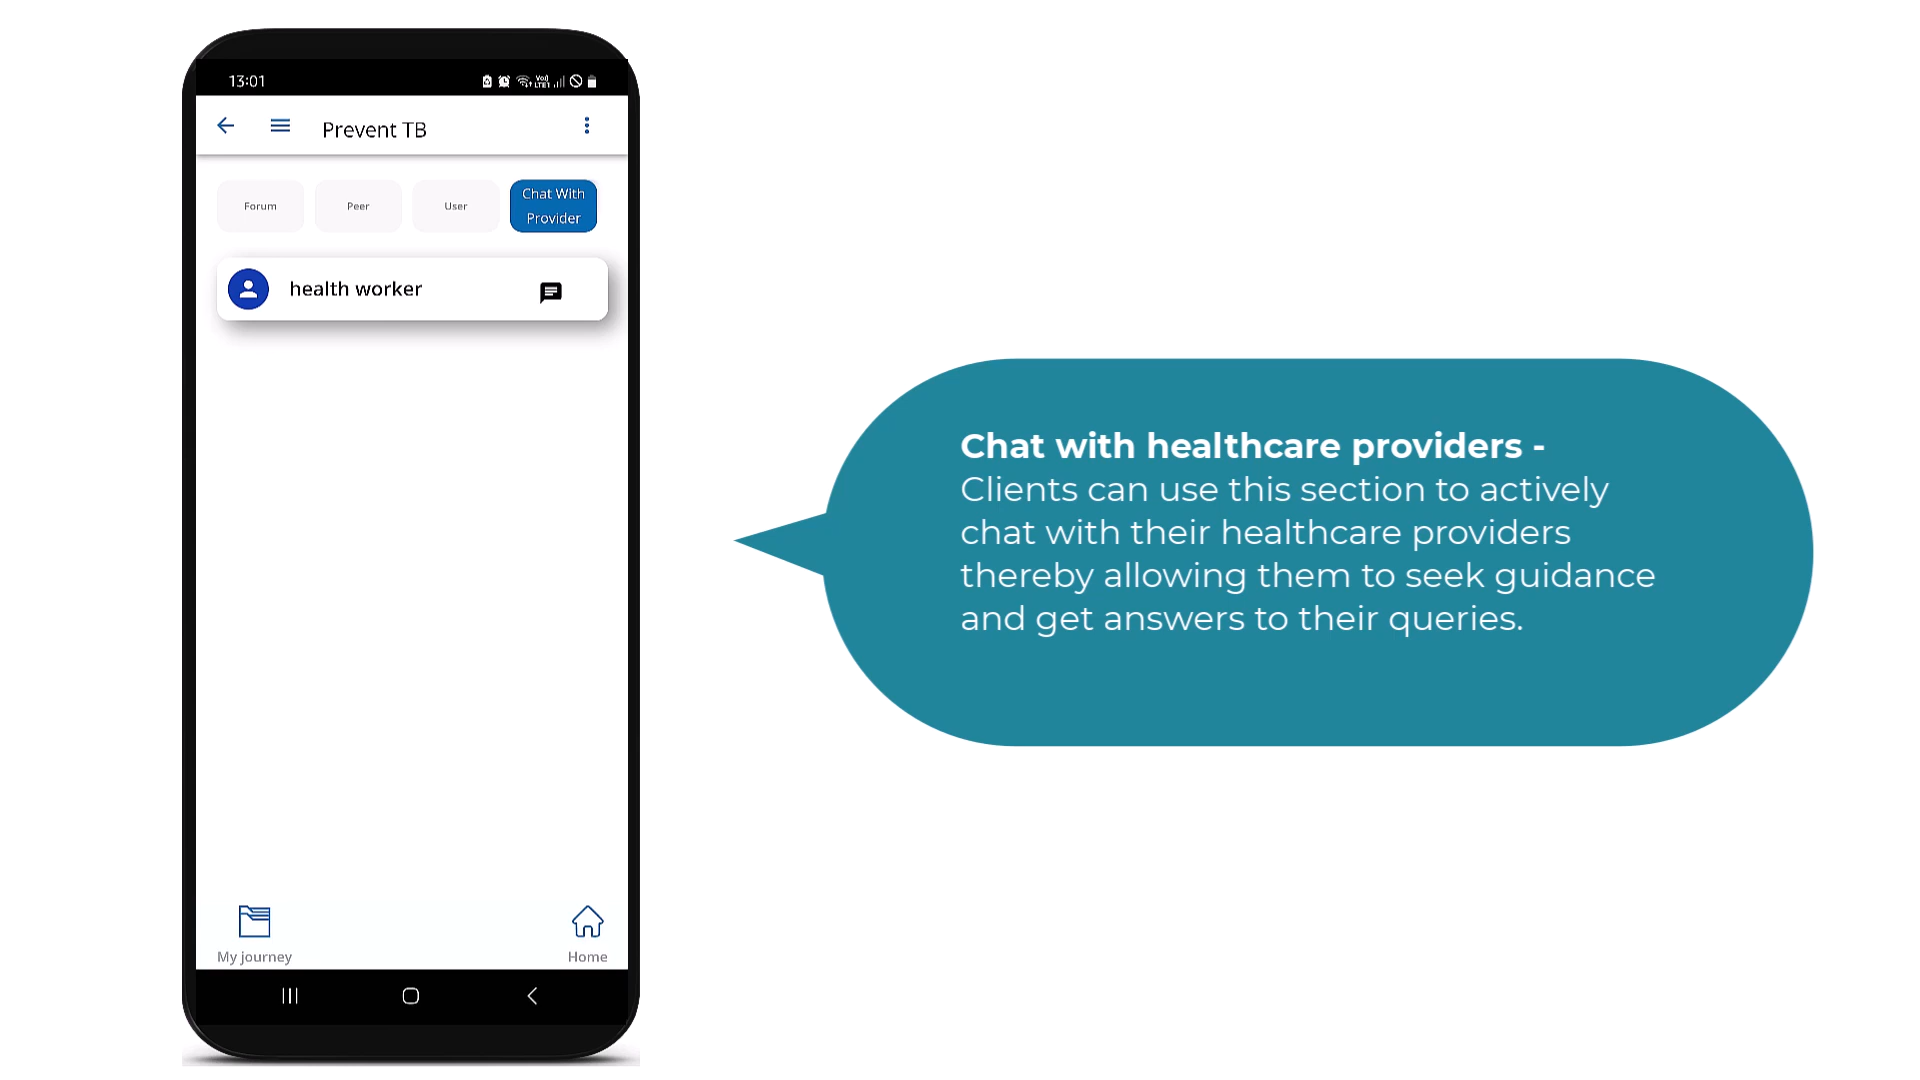 13:01
Prevent TB
Forum
Peer
User
Chat With
Provider
health worker
My journey
Home
Chat with healthcare providers -
Clients can use this section to actively
chat with their healthcare providers
thereby allowing them to seek guidance
and get answers to their queries.